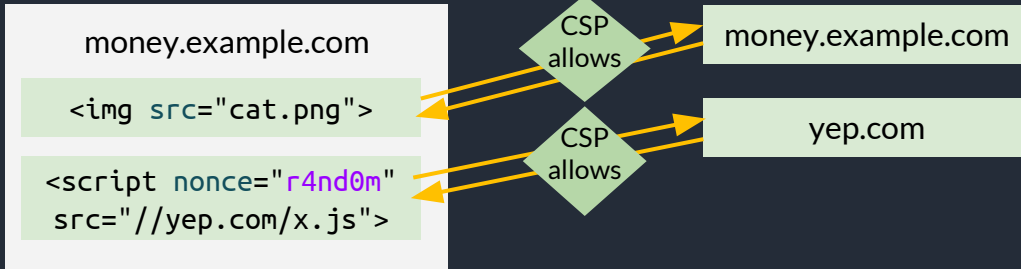 money.example.com
<img src="cat.png">
<script nonce="r4nd0m"
src="//yep.com/x.js">
CSP
allows
CSP
allows
money.example.com
yep.com